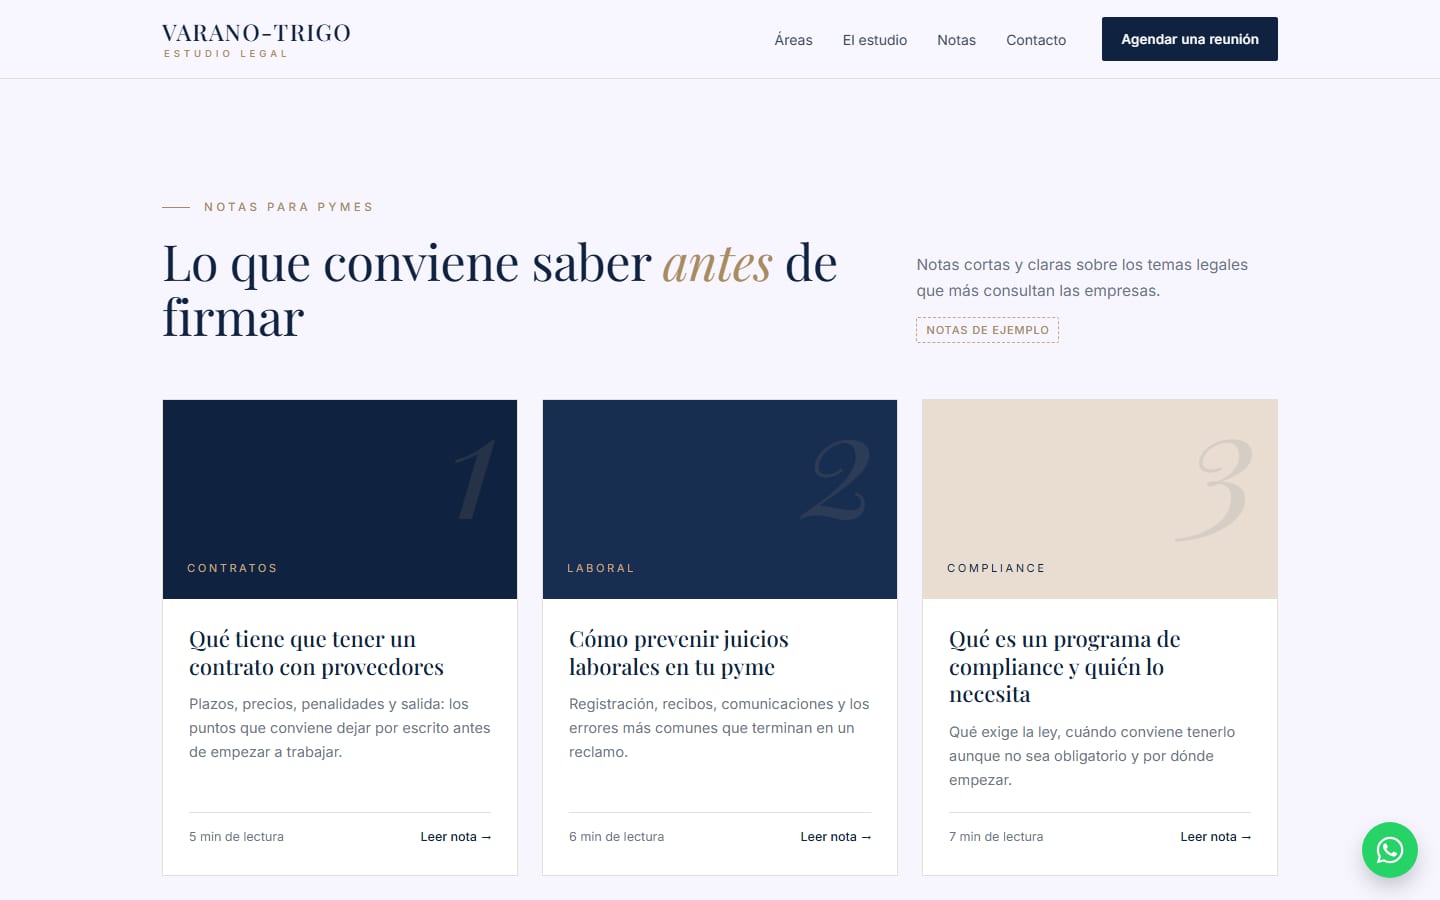 VARANO-TRIGO
ESTUDIO LEGAL
Áreas
El estudio
Notas
Contacto
Agendar una reunión
NOTAS PARA PYMES
Lo que conviene saber antes de
firmar
Notas cortas y claras sobre los temas legales
que más consultan las empresas.
NOTAS DE EJEMPLO
1
CONTRATOS
Qué tiene que tener un
contrato con proveedores
Plazos, precios, penalidades y salida: los
puntos que conviene dejar por escrito antes
de empezar a trabajar.
5 min de lectura
Leer nota →
2
LABORAL
Cómo prevenir juicios
laborales en tu pyme
Registración, recibos, comunicaciones y los
errores más comunes que terminan en un
reclamo.
6 min de lectura
Leer nota →
3
COMPLIANCE
Qué es un programa de
compliance y quién lo
necesita
Qué exige la ley, cuándo conviene tenerlo
aunque no sea obligatorio y por dónde
empezar.
7 min de lectura
Leer nota →